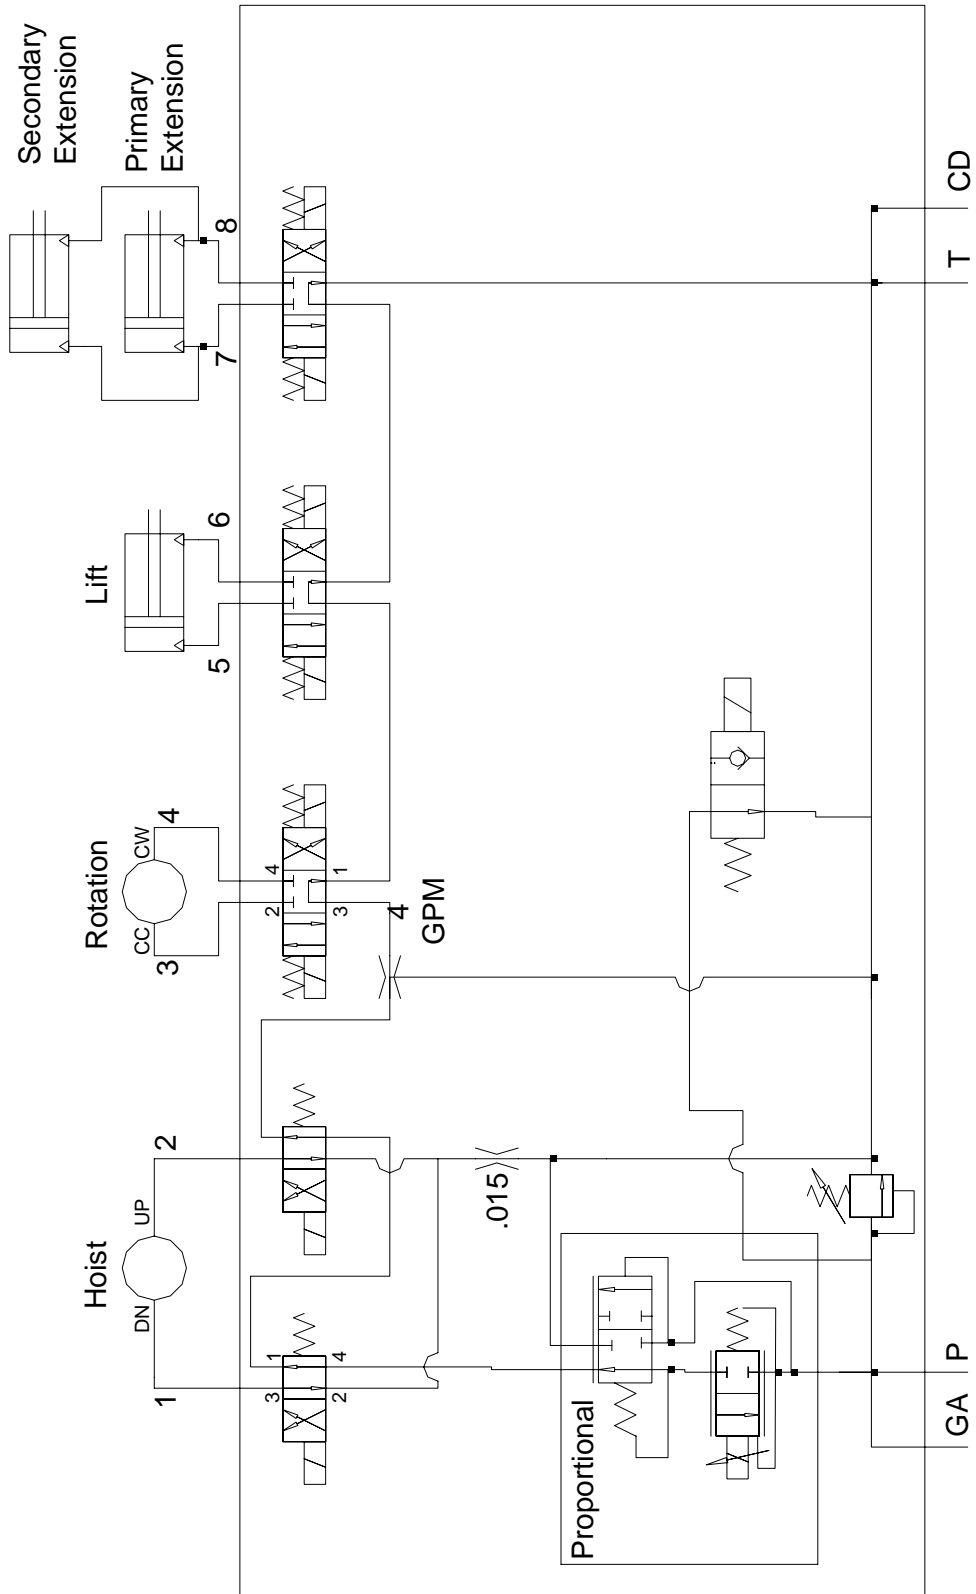 Secondary
Extension
Primary
Extension
8
7
Lift
6
5
Rotation
CW
4
CC
3
4
2
1
3
4
GPM
Hoist
UP
2
DN
1
1
3
4
2
.015
Proportional
CD
T
P
GA